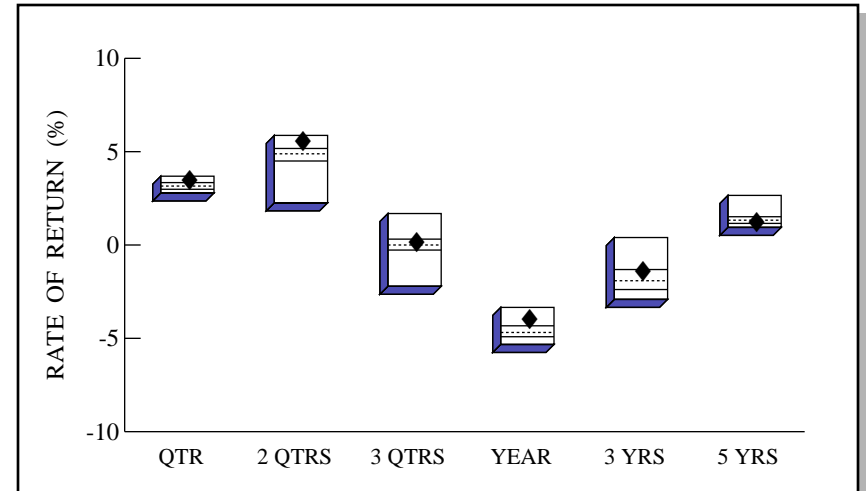 RATE OF RETURN (%)
10
5
0
-5
-10
QTR 2 QTRS 3 QTRS YEAR 3 YRS 5 YRS